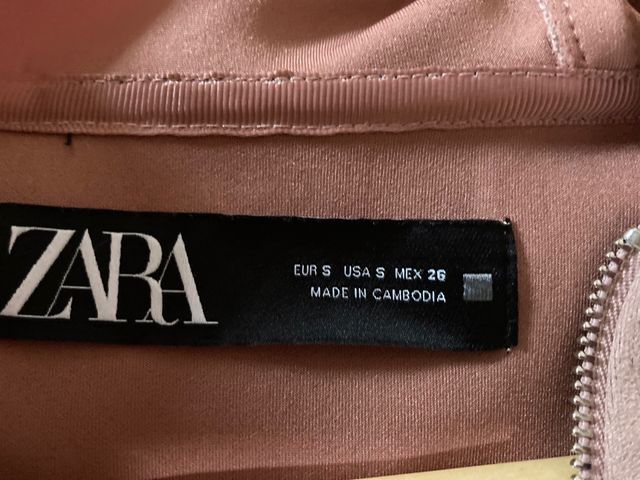 ZARA
EUR S USA S MEX 26
MADE IN CAMBODIA